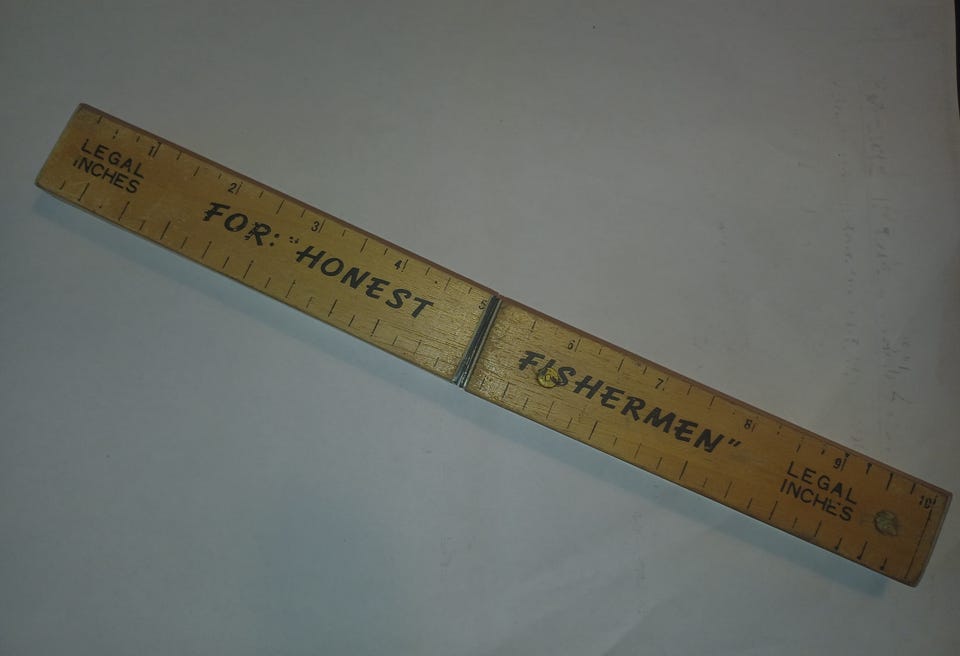 1 2 3 4 5 6 7 8 9 10
LEGAL
INCHES
FOR: "HONEST
FISHERMEN"
LEGAL
INCHES